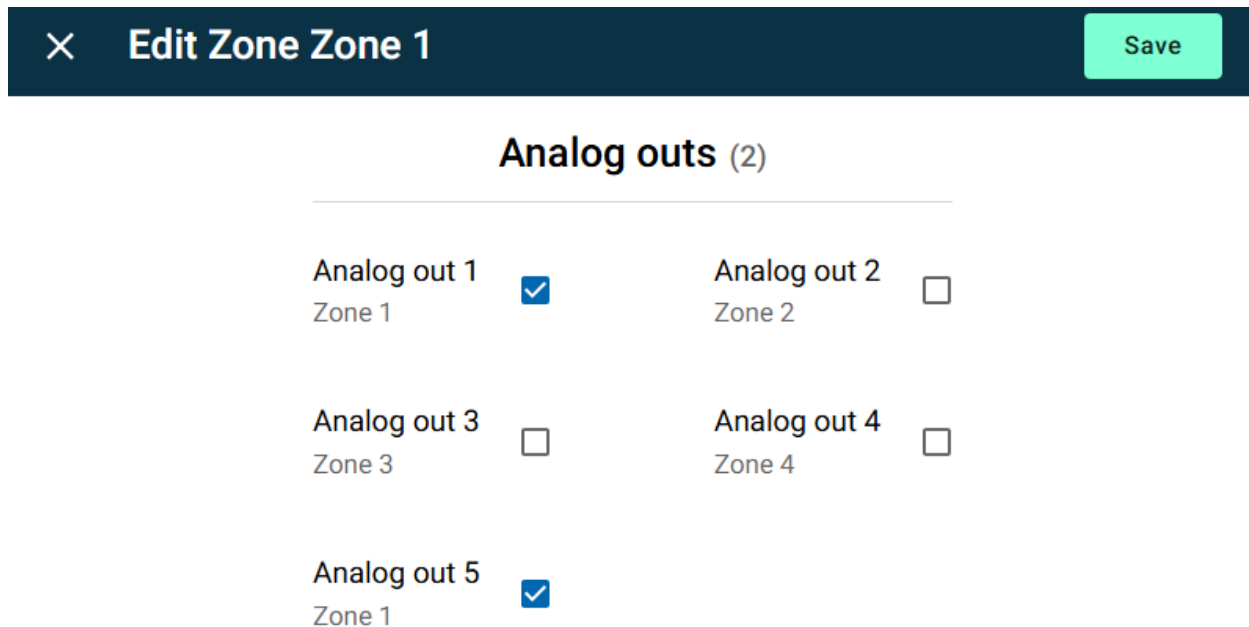 Edit Zone Zone 1
Save
Analog outs (2)
Analog out 1
Zone 1
Analog out 2
Zone 2
Analog out 3
Zone 3
Analog out 4
Zone 4
Analog out 5
Zone 1